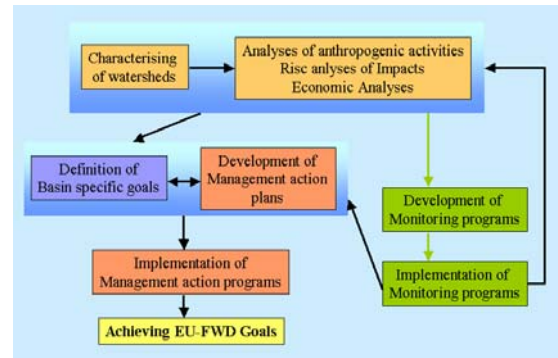 Characterising
of watersheds
Analyses of anthropogenic activities
Risc anlyses of Impacts
Economic Analyses
Definition of
Basin specific goals
Development of
Management action
plans
Development of
Monitoring programs
Implementation of
Management action programs
Implementation of
Monitoring programs
Achieving EU-FWD Goals